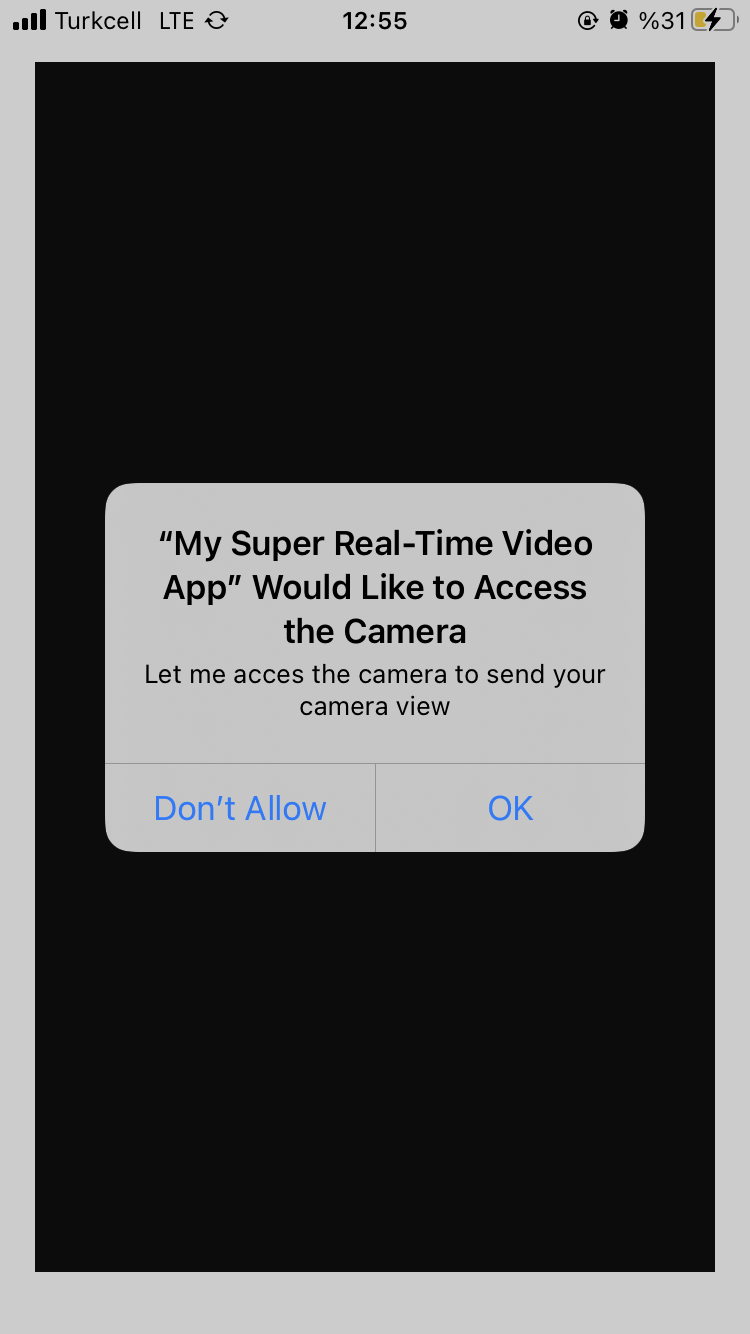 Turkcell LTE 12:55 %31
“My Super Real-Time Video
App” Would Like to Access
the Camera
Let me acces the camera to send your
camera view
Don’t Allow OK